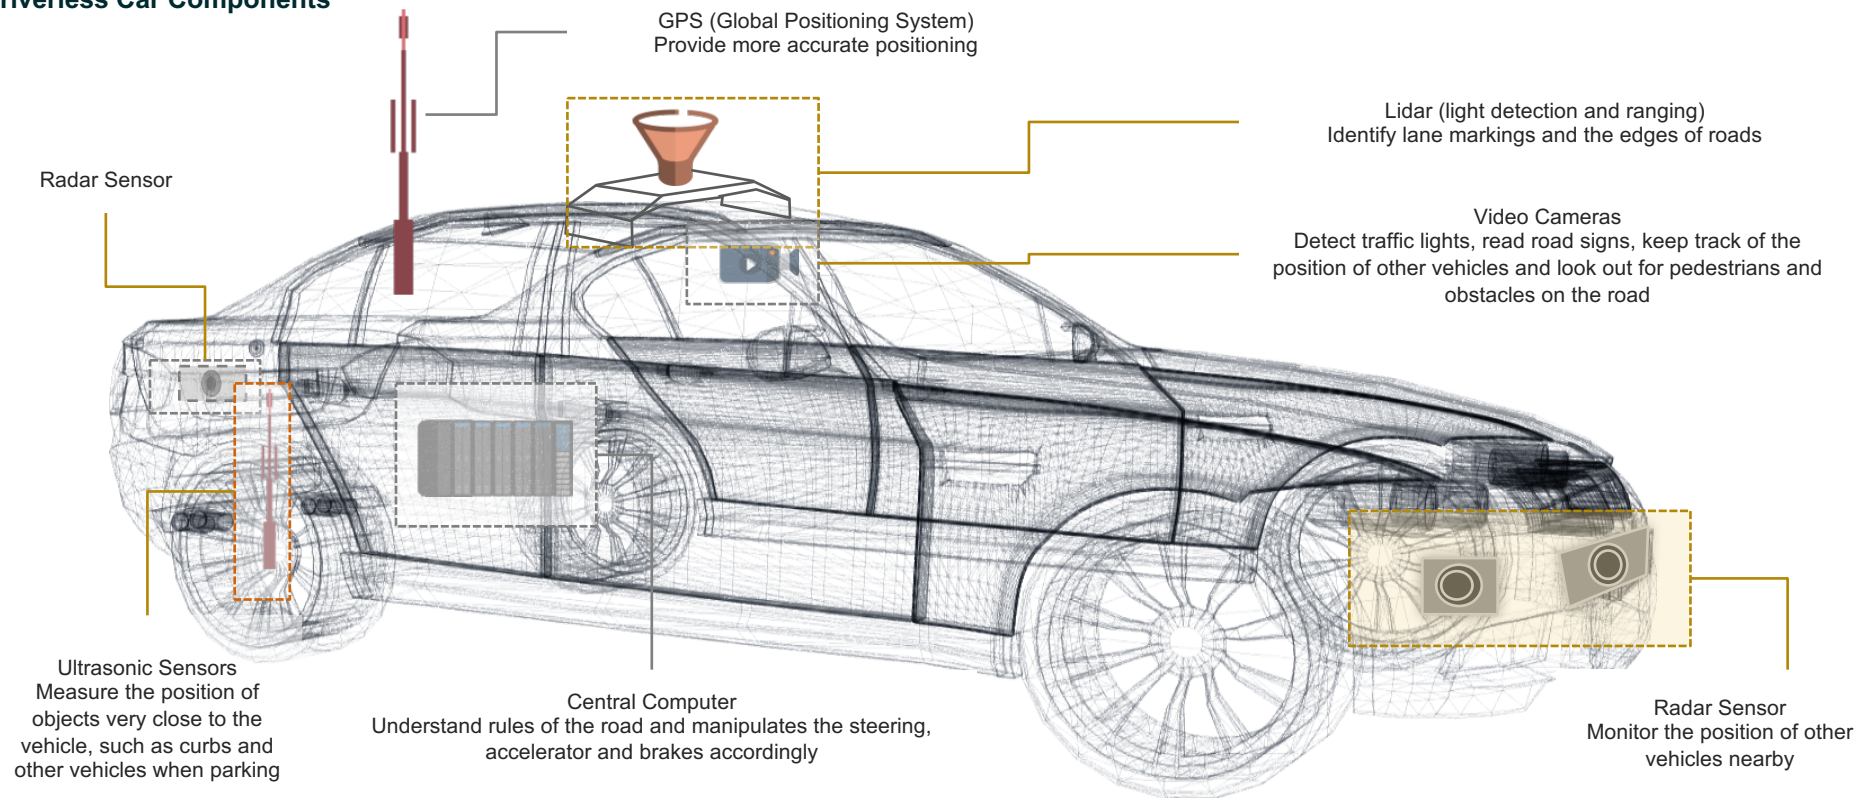 riverless Car Components
GPS (Global Positioning System)
Provide more accurate positioning
Lidar (light detection and ranging)
Identify lane markings and the edges of roads
Radar Sensor
Video Cameras
Detect traffic lights, read road signs, keep track of the
position of other vehicles and look out for pedestrians and
obstacles on the road
Ultrasonic Sensors
Measure the position of
objects very close to the
vehicle, such as curbs and
other vehicles when parking
Central Computer
Understand rules of the road and manipulates the steering,
accelerator and brakes accordingly
Radar Sensor
Monitor the position of other
vehicles nearby